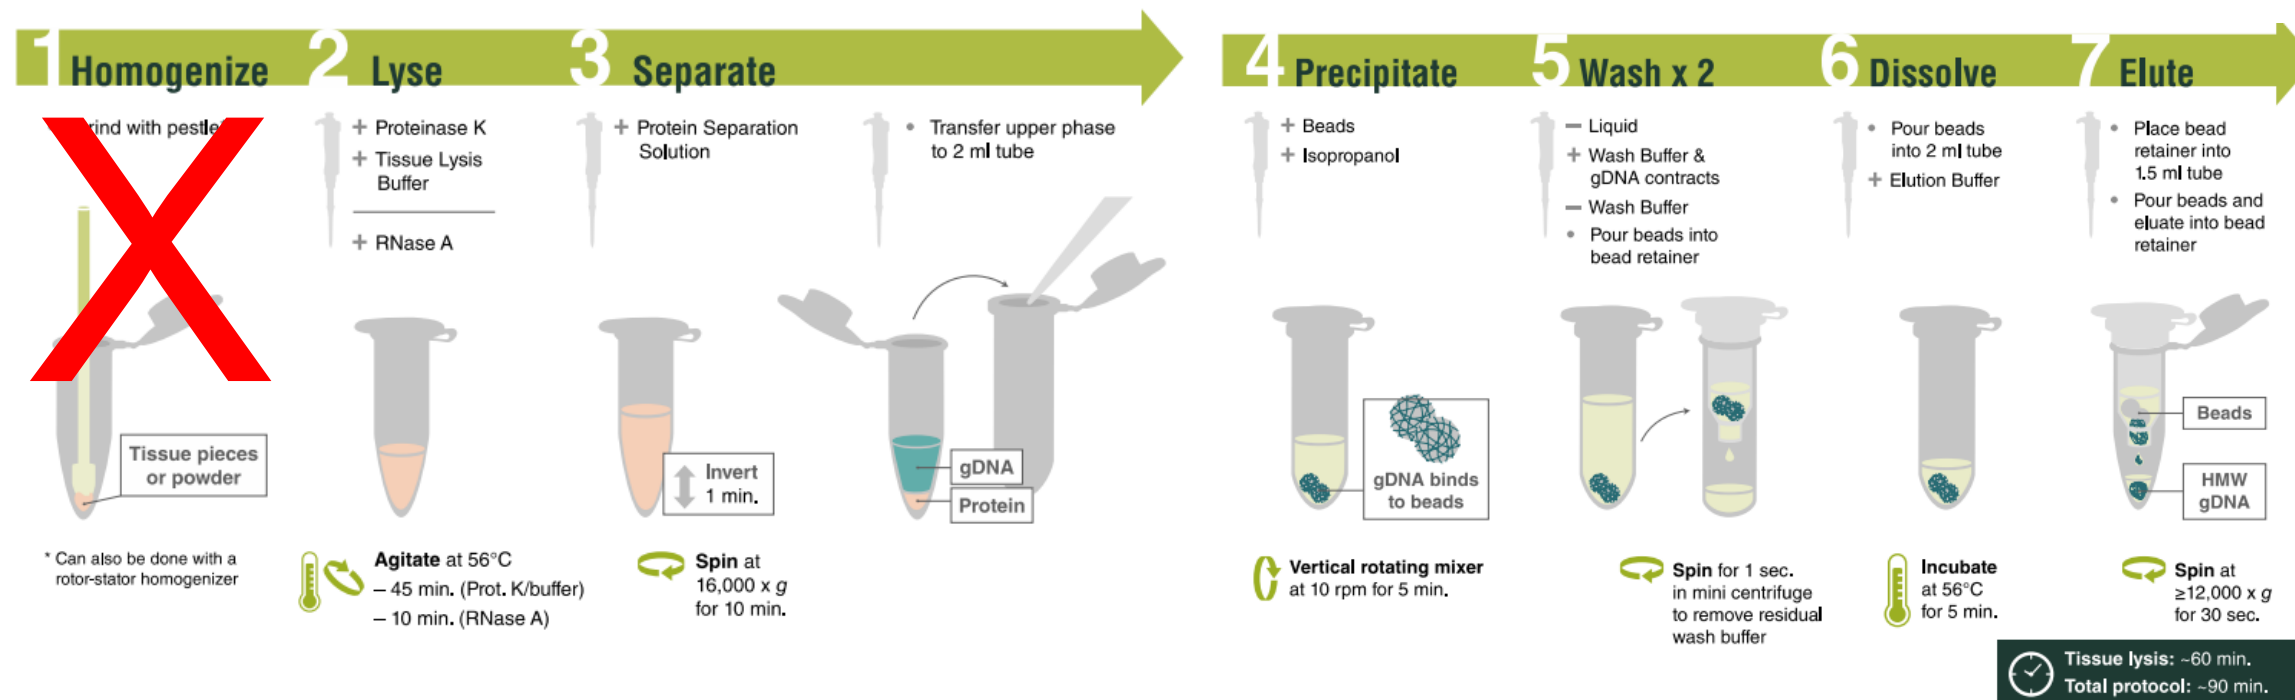 1 Homogenize
rind with pestle
Tissue pieces
or powder
* Can also be done with a
rotor-stator homogenizer
2 Lyse
+ Proteinase K
+ Tissue Lysis
Buffer
+ RNase A
Agitate at 56°C
– 45 min. (Prot. K/buffer)
– 10 min. (RNase A)
3 Separate
+ Protein Separation
Solution
Invert
1 min.
Spin at
16,000 x g
for 10 min.
• Transfer upper phase
to 2 ml tube
gDNA
Protein
4 Precipitate
+ Beads
+ Isopropanol
gDNA binds
to beads
Vertical rotating mixer
at 10 rpm for 5 min.
5 Wash x 2
– Liquid
+ Wash Buffer &
gDNA contracts
– Wash Buffer
• Pour beads into
bead retainer
Spin for 1 sec.
in mini centrifuge
to remove residual
wash buffer
6 Dissolve
• Pour beads
into 2 ml tube
+ Elution Buffer
Incubate
at 56°C
for 5 min.
7 Elute
• Place bead
retainer into
1.5 ml tube
• Pour beads and
eluate into bead
retainer
Beads
HMW
gDNA
Spin at
≥12,000 x g
for 30 sec.
Tissue lysis: ~60 min.
Total protocol: ~90 min.